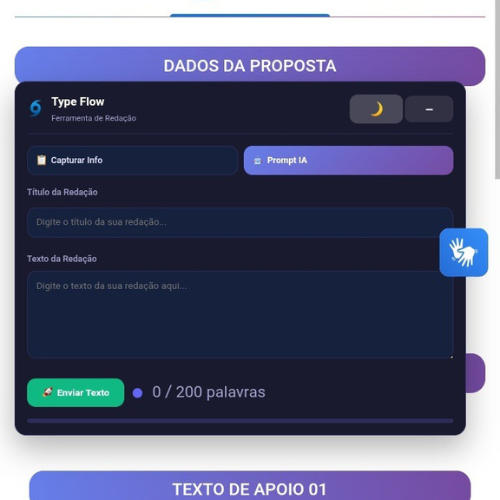 DADOS DA PROPOSTA
Type Flow
Ferramenta de Redação
Capturar Info
Prompt IA
Título da Redação
Digite o título da sua redação...
Texto da Redação
Digite o texto da sua redação aqui...
Enviar Texto
0 / 200 palavras
TEXTO DE APOIO 01